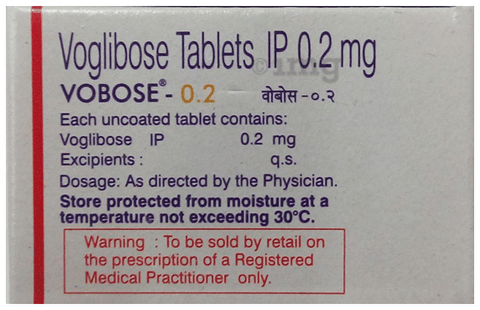 Voglibose Tablets IP 0.2 mg
©1mg
VOBOSE®- 0.2 वोबोस -०.२
Each uncoated tablet contains:
Voglibose IP 0.2 mg
Excipients : q.s.
Dosage: As directed by the Physician.
Store protected from moisture at a
temperature not exceeding 30°C.
Warning : To be sold by retail on
the prescription of a Registered
Medical Practitioner only.